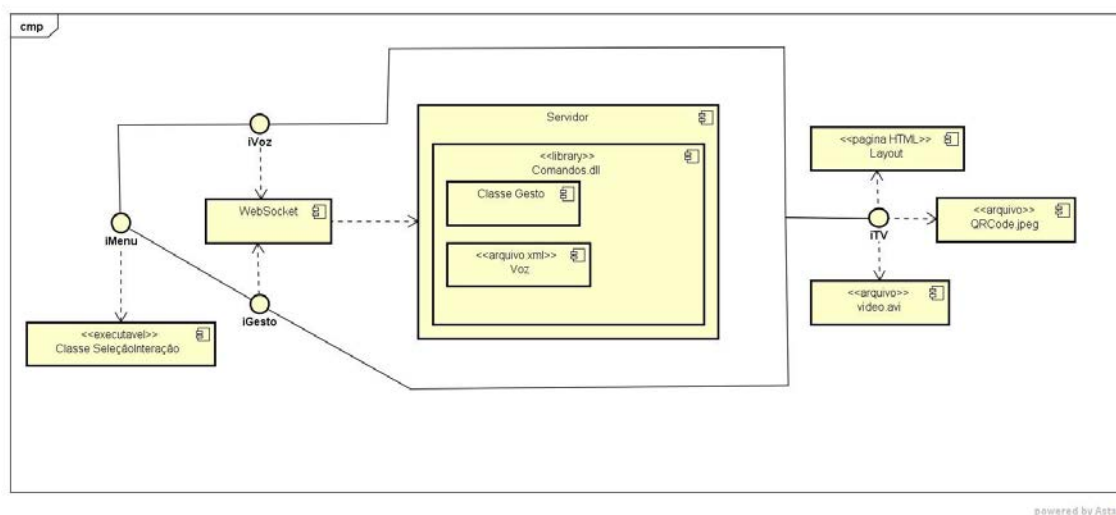 cmp
iVoz
iMenu
WebSocket
iGesto
<<executavel>>
Classe SeleçãoInteração
Servidor
<<library>>
Comandos.dll
Classe Gesto
<<arquivo xml>>
Voz
<<pagina HTML>>
Layout
iTV
<<arquivo>>
QRCode.jpeg
<<arquivo>>
video.avi
powered by Asta